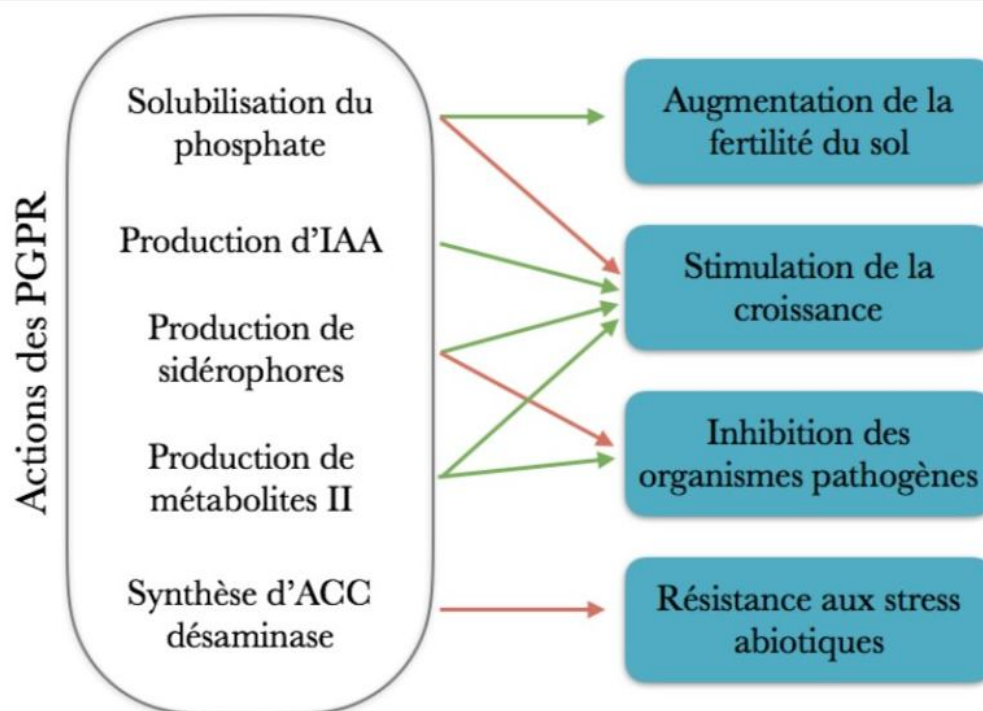 Actions des PGPR
Solubilisation du
phosphate
Production d’IAA
Production de
sidérophores
Production de
métabolites II
Synthèse d’ACC
désaminase
Augmentation de la
fertilité du sol
Stimulation de la
croissance
Inhibition des
organismes pathogènes
Résistance aux stress
abiotiques